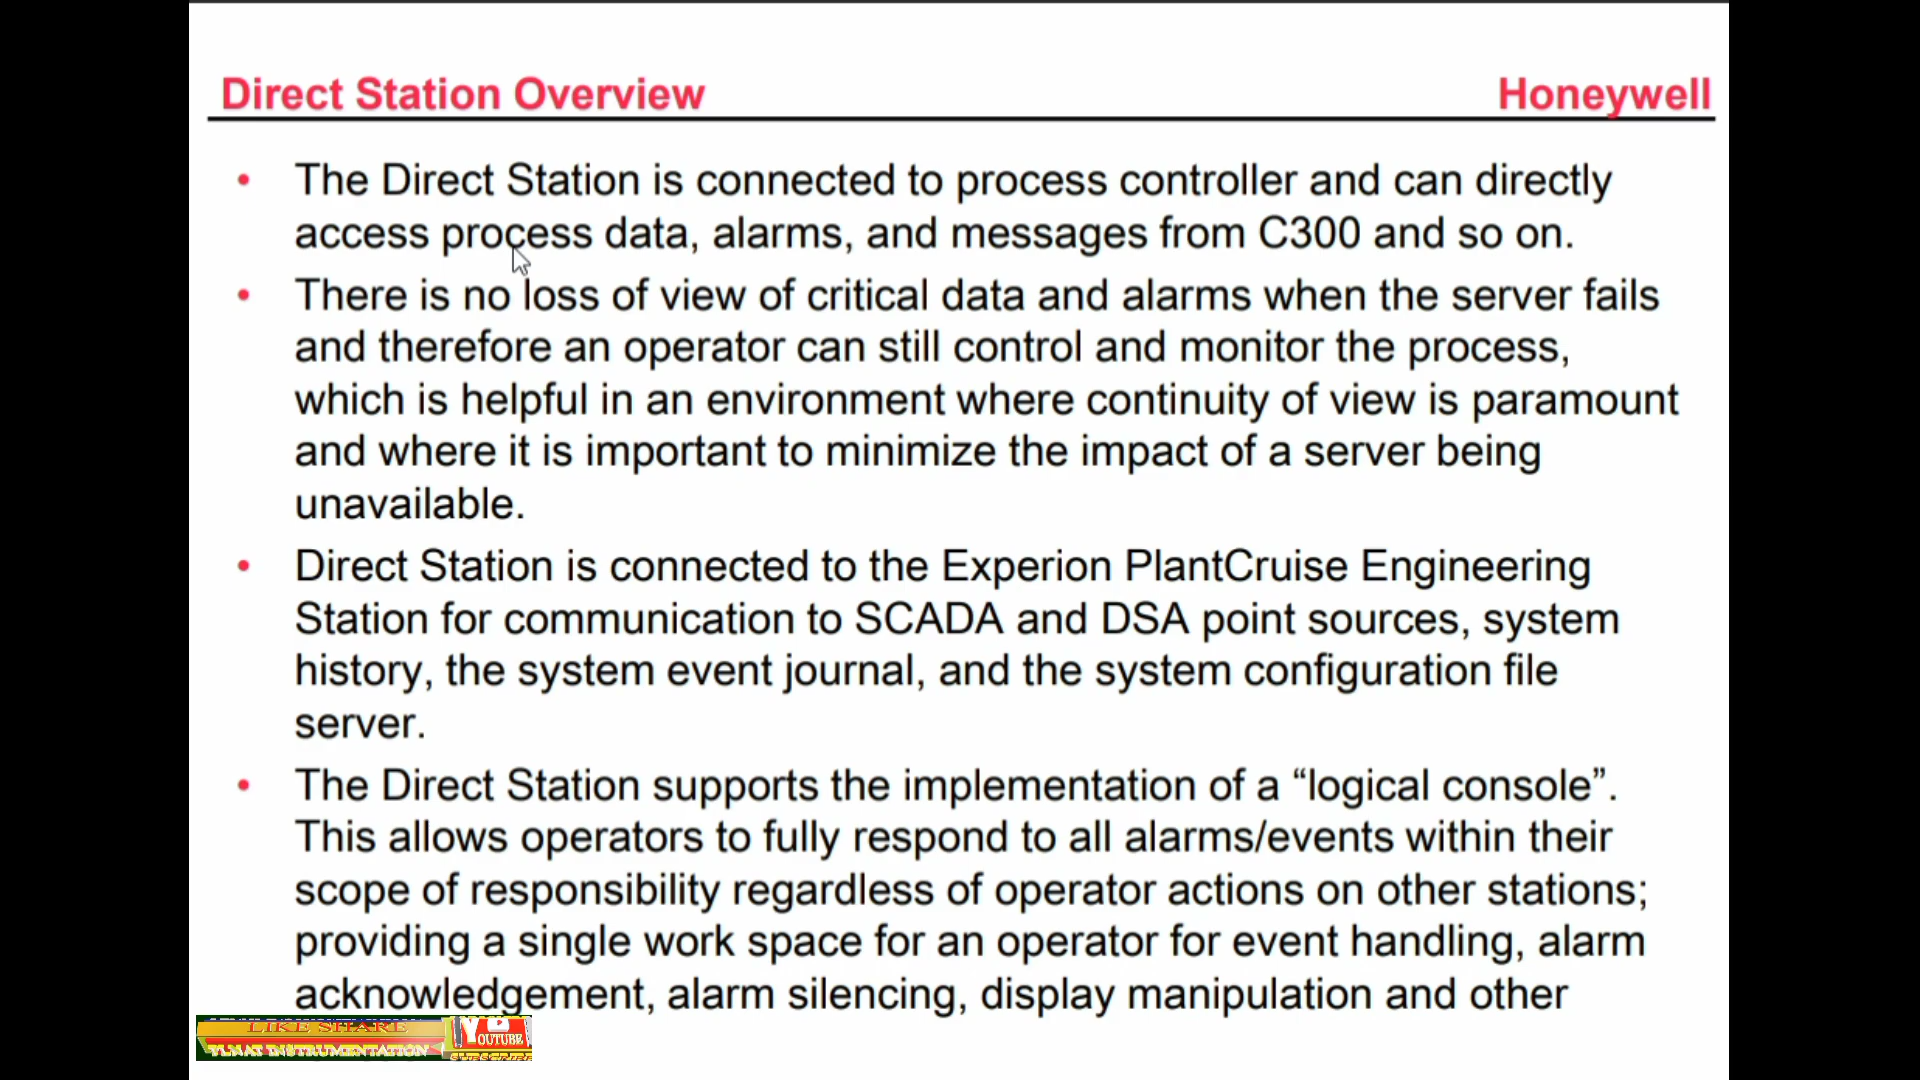 Direct Station Overview
Honeywell
• The Direct Station is connected to process controller and can directly
access process data, alarms, and messages from C300 and so on.
• There is no loss of view of critical data and alarms when the server fails
and therefore an operator can still control and monitor the process,
which is helpful in an environment where continuity of view is paramount
and where it is important to minimize the impact of a server being
unavailable.
• Direct Station is connected to the Experion PlantCruise Engineering
Station for communication to SCADA and DSA point sources, system
history, the system event journal, and the system configuration file
server.
• The Direct Station supports the implementation of a “logical console”.
This allows operators to fully respond to all alarms/events within their
scope of responsibility regardless of operator actions on other stations;
providing a single work space for an operator for event handling, alarm
acknowledgement, alarm silencing, display manipulation and other
LIKE SHARE
INSTRUMENTATION
YOUTUBE
SUBSCRIBE